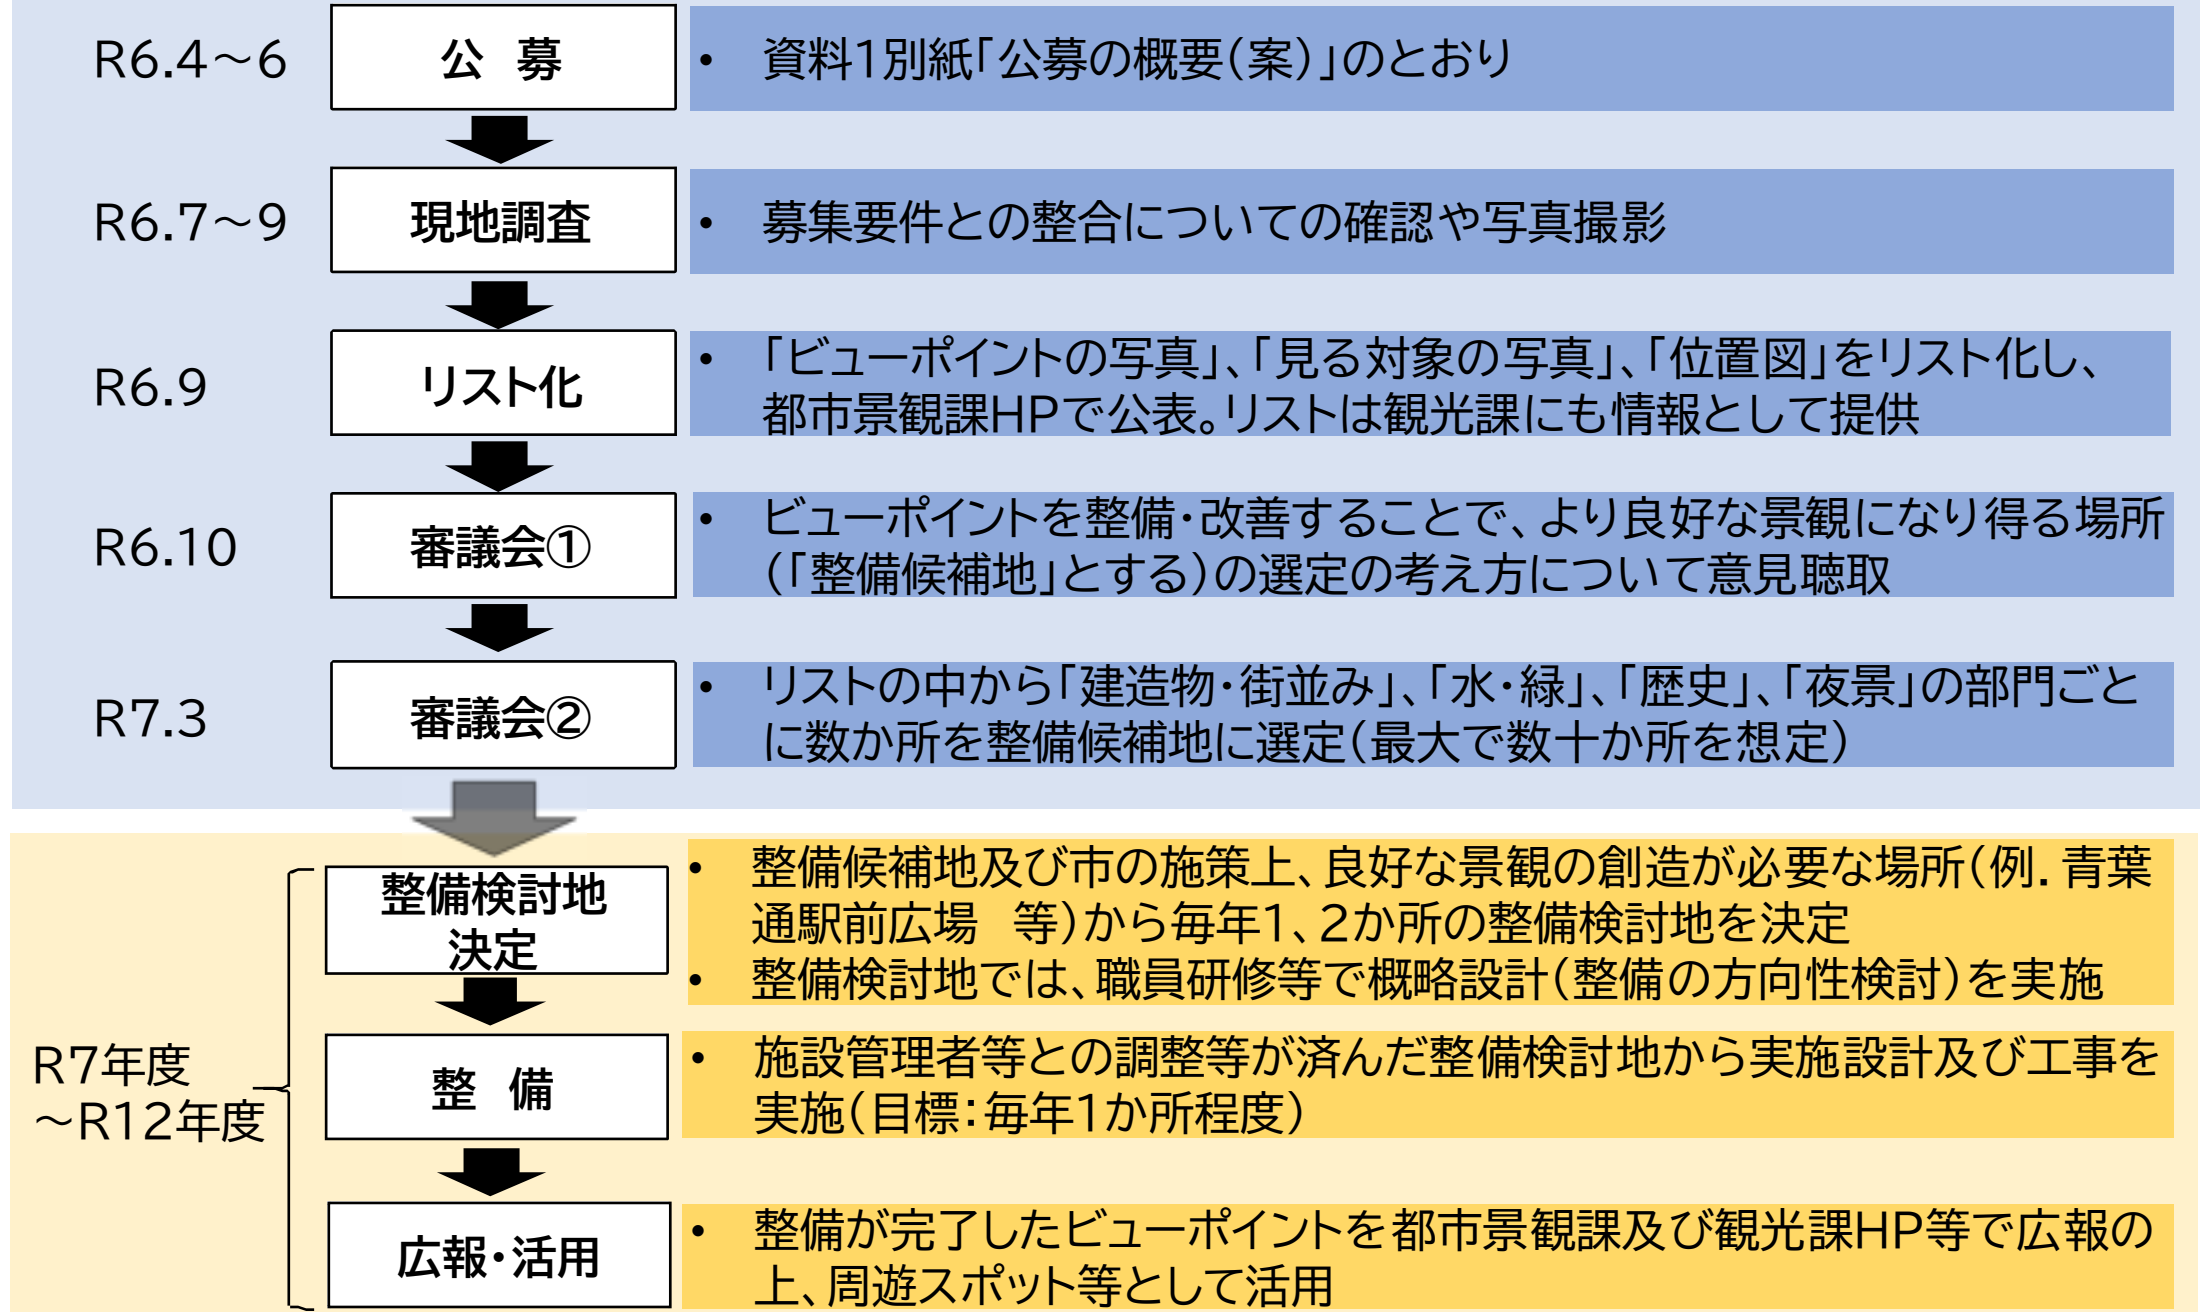 R6.4～6
公　募
• 資料1別紙「公募の概要(案)」のとおり
R6.7～9
現地調査
• 募集要件との整合についての確認や写真撮影
R6.9
リスト化
• 「ビューポイントの写真」、「見る対象の写真」、「位置図」をリスト化し、
都市景観課HPで公表。リストは観光課にも情報として提供
R6.10
審議会①
• ビューポイントを整備・改善することで、より良好な景観になり得る場所
(「整備候補地」とする)の選定の考え方について意見聴取
R7.3
審議会②
• リストの中から「建造物・街並み」、「水・緑」、「歴史」、「夜景」の部門ごと
に数か所を整備候補地に選定(最大で数十か所を想定)
R7年度
～R12年度
整備検討地
決定
• 整備候補地及び市の施策上、良好な景観の創造が必要な場所(例．青葉
通駅前広場　等)から毎年1、2か所の整備検討地を決定
• 整備検討地では、職員研修等で概略設計(整備の方向性検討)を実施
整　備
• 施設管理者等との調整等が済んだ整備検討地から実施設計及び工事を
実施(目標：毎年1か所程度)
広報・活用
• 整備が完了したビューポイントを都市景観課及び観光課HP等で広報の
上、周遊スポット等として活用